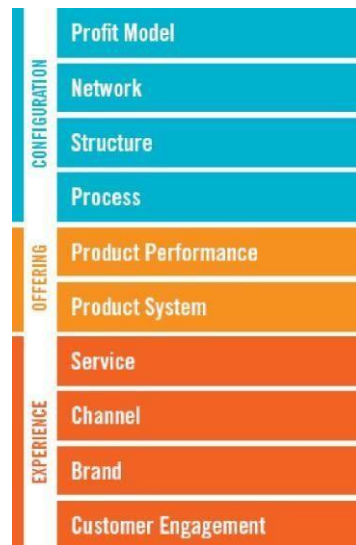 CONFIGURATION
Profit Model
Network
Structure
Process
OFFERING
Product Performance
Product System
EXPERIENCE
Service
Channel
Brand
Customer Engagement